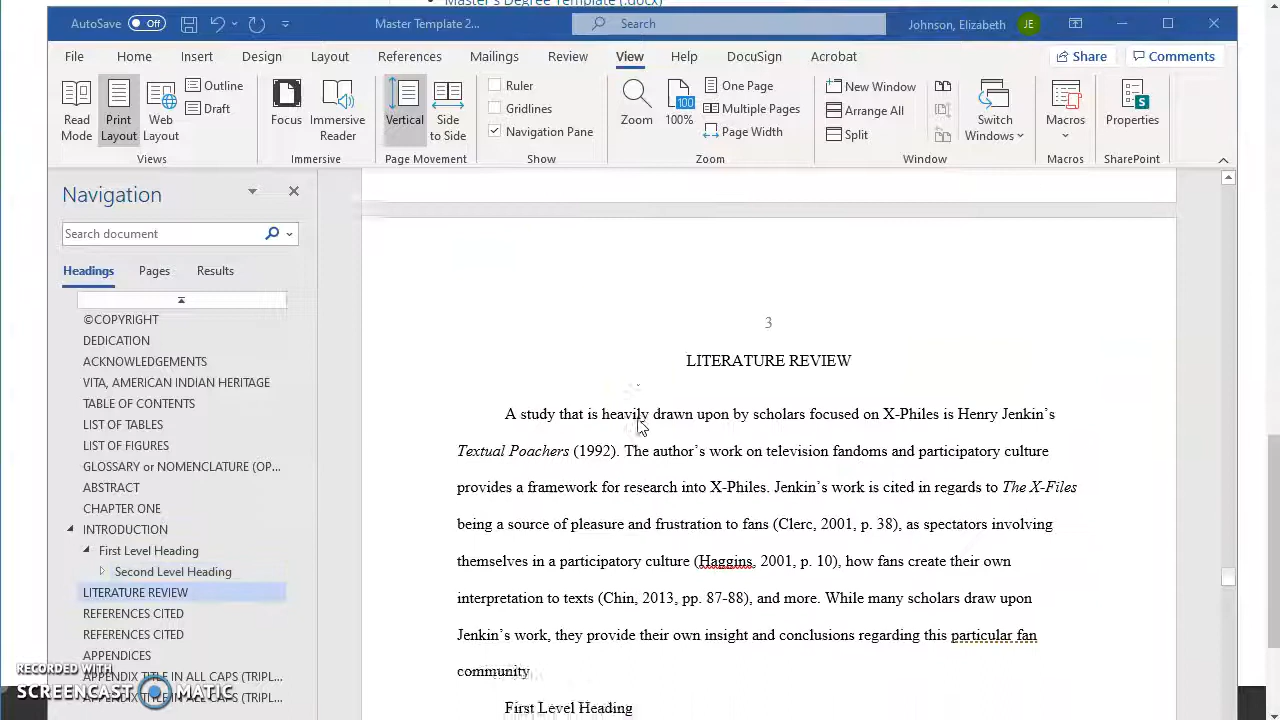 Master's Degree Template (.docx)
AutoSave Off Master Template 2... Search Johnson, Elizabeth JE
File Home Insert Design Layout References Mailings Review View Help DocuSign Acrobat Share Comments
Read Mode
Print Layout
Web Layout
Outline
Draft
Views
Focus
Immersive Reader
Immersive
Vertical
Side to Side
Page Movement
Ruler
Gridlines
Navigation Pane
Show
Zoom
100
100%
One Page
Multiple Pages
Page Width
Zoom
New Window
Arrange All
Split
Switch Windows
Window
Macros
Macros
S
Properties
SharePoint
Navigation
Search document
Headings Pages Results
©COPYRIGHT
DEDICATION
ACKNOWLEDGEMENTS
VITA, AMERICAN INDIAN HERITAGE
TABLE OF CONTENTS
LIST OF TABLES
LIST OF FIGURES
GLOSSARY or NOMENCLATURE (OP...
ABSTRACT
CHAPTER ONE
INTRODUCTION
First Level Heading
Second Level Heading
LITERATURE REVIEW
REFERENCES CITED
REFERENCES CITED
APPENDICES
APPENDIX TITLE IN ALL CAPS (TRIPL...
APPENDIX TITLE IN ALL CAPS (TRIPL...
RECORDED WITH
SCREENCAST MATIC
3
LITERATURE REVIEW
A study that is heavily drawn upon by scholars focused on X-Philes is Henry Jenkin's
Textual Poachers (1992). The author's work on television fandoms and participatory culture
provides a framework for research into X-Philes. Jenkin's work is cited in regards to The X-Files
being a source of pleasure and frustration to fans (Clerc, 2001, p. 38), as spectators involving
themselves in a participatory culture (Haggins, 2001, p. 10), how fans create their own
interpretation to texts (Chin, 2013, pp. 87-88), and more. While many scholars draw upon
Jenkin's work, they provide their own insight and conclusions regarding this particular fan
community.
First Level Heading